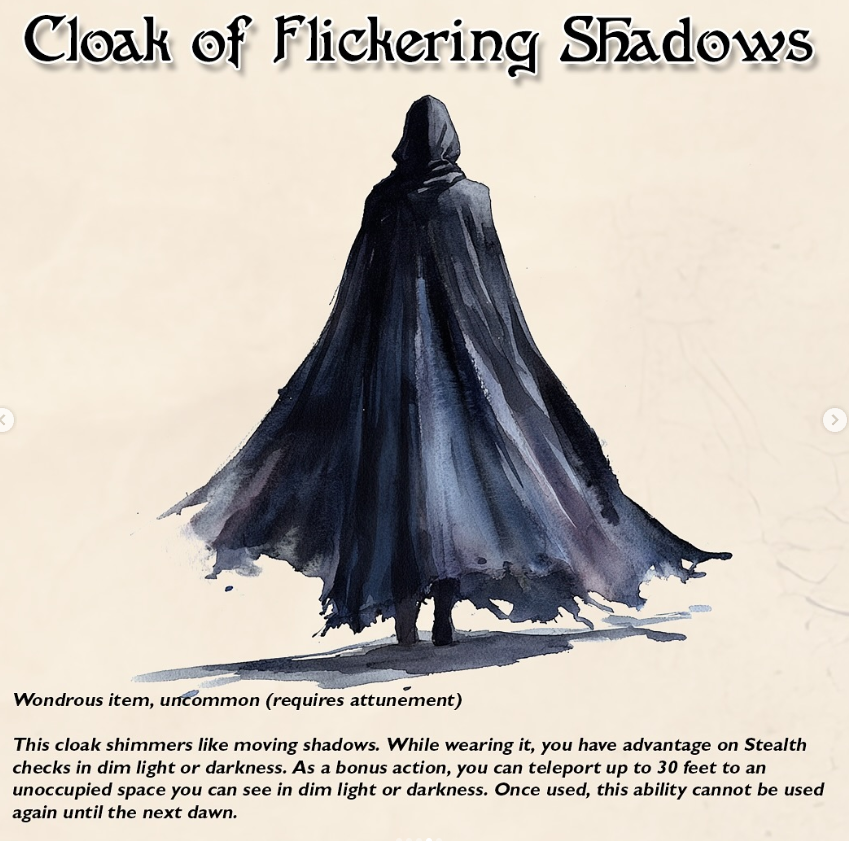 Cloak of Flickering Shadows
Wondrous item, uncommon (requires attunement)
This cloak shimmers like moving shadows. While wearing it, you have advantage on Stealth
checks in dim light or darkness. As a bonus action, you can teleport up to 30 feet to an
unoccupied space you can see in dim light or darkness. Once used, this ability cannot be used
again until the next dawn.